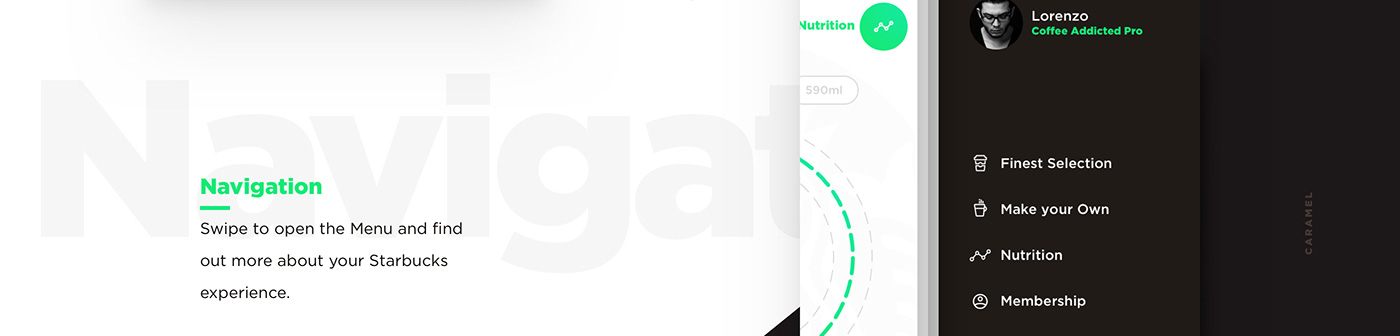 Navigat
Navigation
Swipe to open the Menu and find
out more about your Starbucks
experience.
Nutrition
590ml
Lorenzo
Coffee Addicted Pro
Finest Selection
Make your Own
Nutrition
Membership
CARAMEL